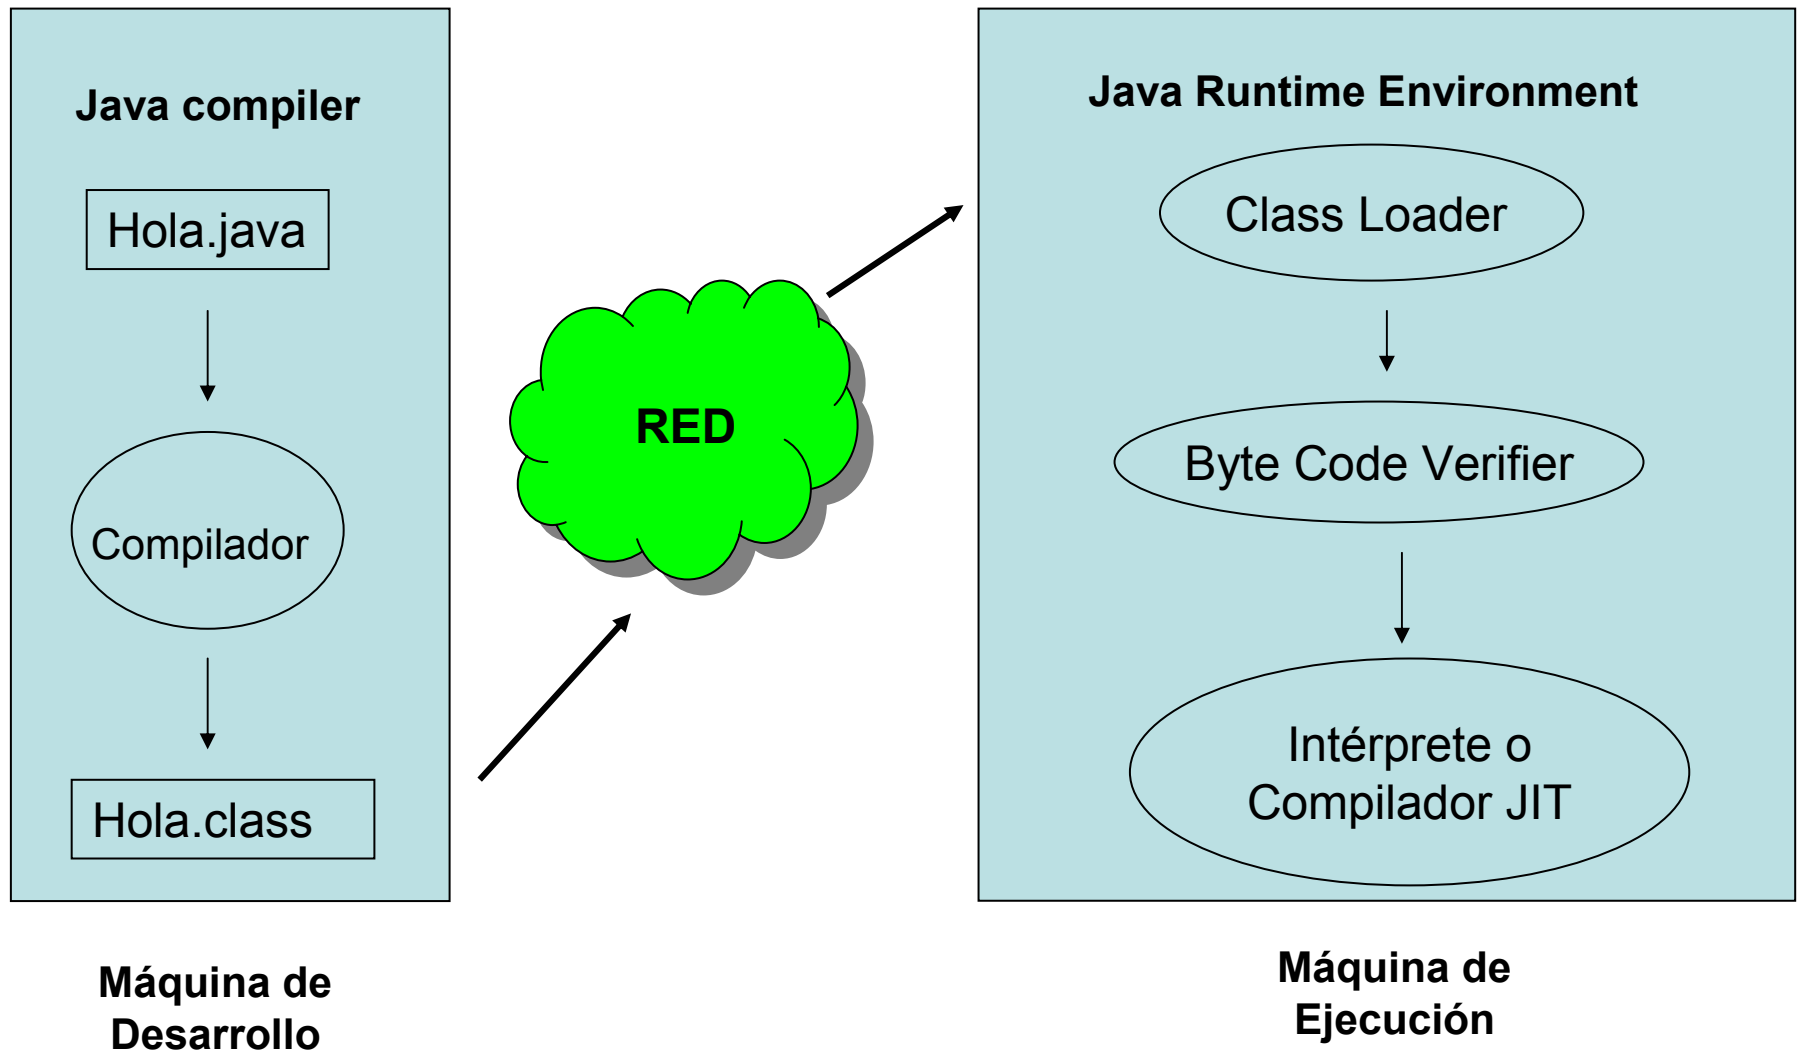 Java compiler
Hola.java
Compilador
Hola.class
Máquina de
Desarrollo
RED
Java Runtime Environment
Class Loader
Byte Code Verifier
Intérprete o
Compilador JIT
Máquina de
Ejecución